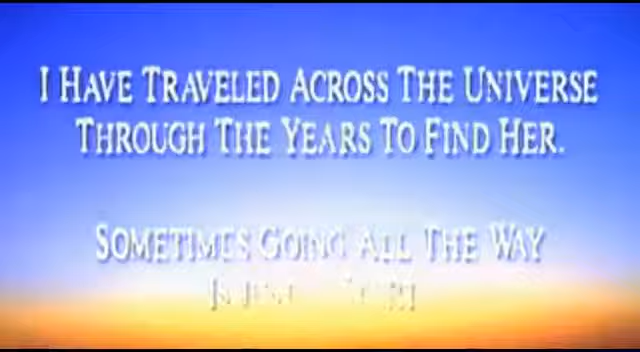 I HAVE TRAVELED ACROSS THE UNIVERSE
THROUGH THE YEARS TO FIND HER.
SOMETIMES GOING ALL THE WAY